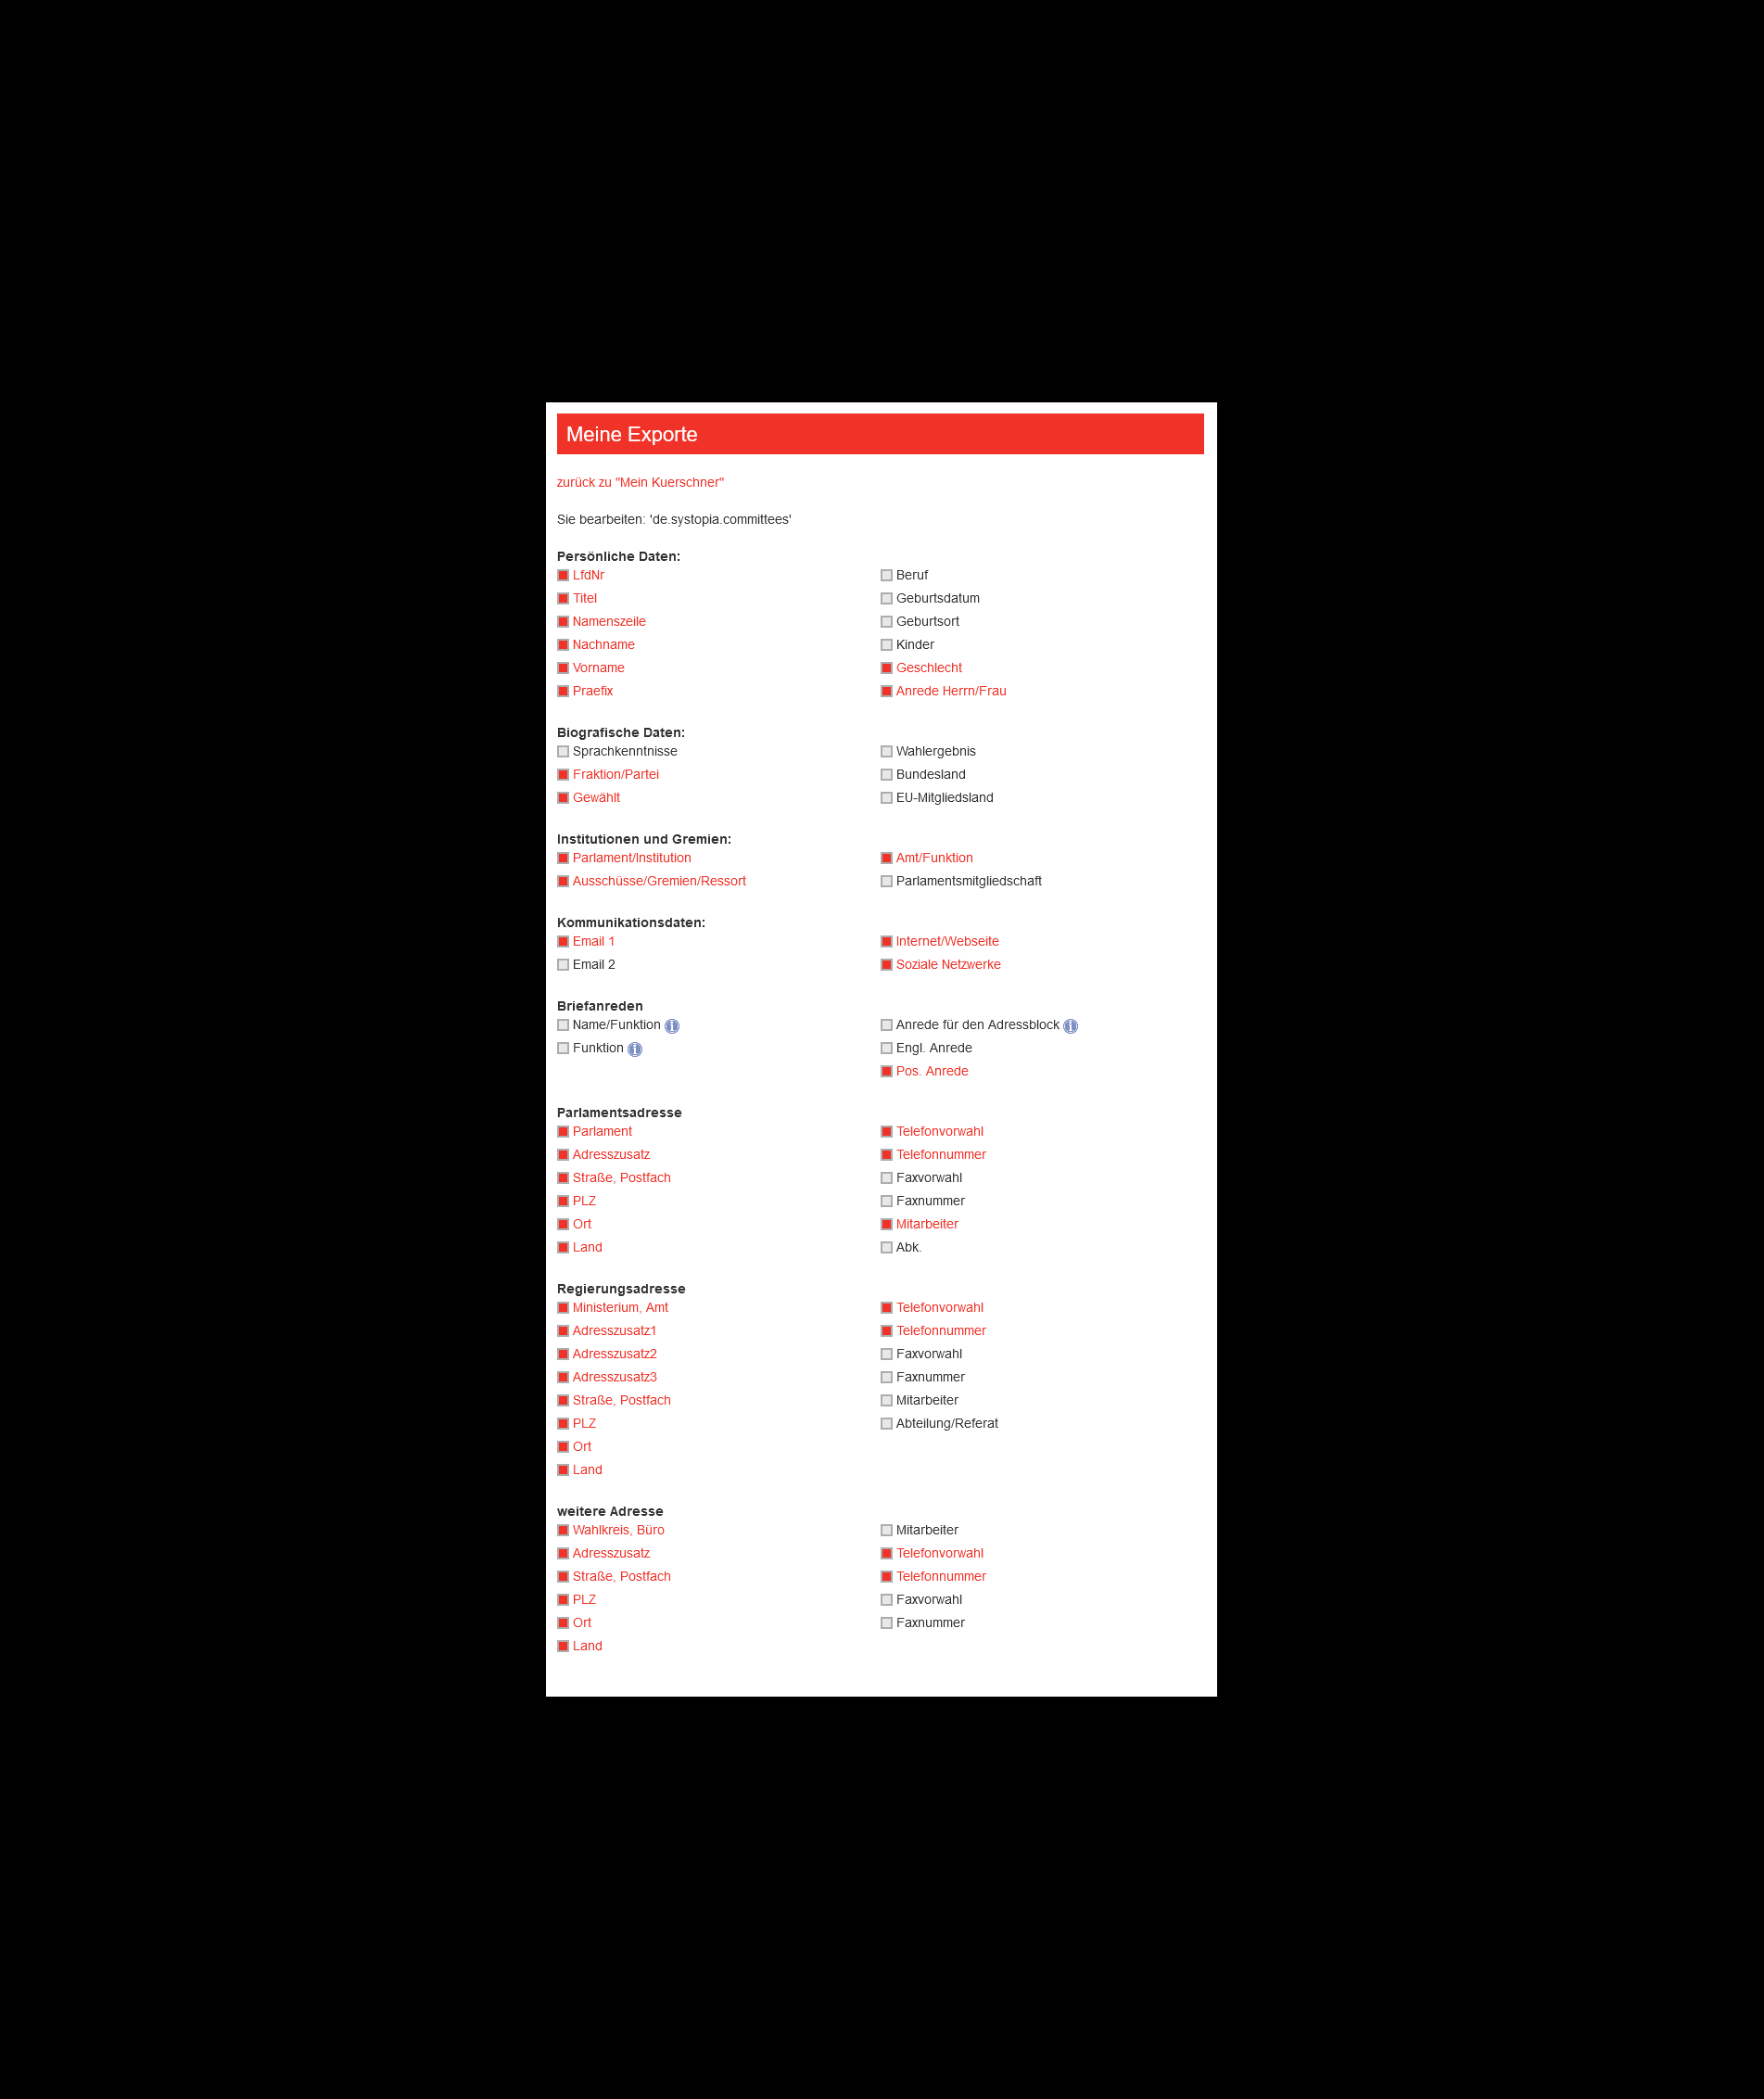 Meine Exporte
zurück zu "Mein Kuerschner"
Sie bearbeiten: 'de.systopia.committees'
Persönliche Daten:
LfdNr Beruf
Titel Geburtsdatum
Namenszeile Geburtsort
Nachname Kinder
Vorname Geschlecht
Praefix Anrede Herrn/Frau
Biografische Daten:
Sprachkenntnisse Wahlergebnis
Fraktion/Partei Bundesland
Gewählt EU-Mitgliedsland
Institutionen und Gremien:
Parlament/Institution Amt/Funktion
Ausschüsse/Gremien/Ressort Parlamentsmitgliedschaft
Kommunikationsdaten:
Email 1 Internet/Webseite
Email 2 Soziale Netzwerke
Briefanreden
Name/Funktion Anrede für den Adressblock
Funktion Engl. Anrede
Pos. Anrede
Parlamentsadresse
Parlament Telefonvorwahl
Adresszusatz Telefonnummer
Straße, Postfach Faxvorwahl
PLZ Faxnummer
Ort Mitarbeiter
Land Abk.
Regierungsadresse
Ministerium, Amt Telefonvorwahl
Adresszusatz1 Telefonnummer
Adresszusatz2 Faxvorwahl
Adresszusatz3 Faxnummer
Straße, Postfach Mitarbeiter
PLZ Abteilung/Referat
Ort
Land
weitere Adresse
Wahlkreis, Büro Mitarbeiter
Adresszusatz Telefonvorwahl
Straße, Postfach Telefonnummer
PLZ Faxvorwahl
Ort Faxnummer
Land